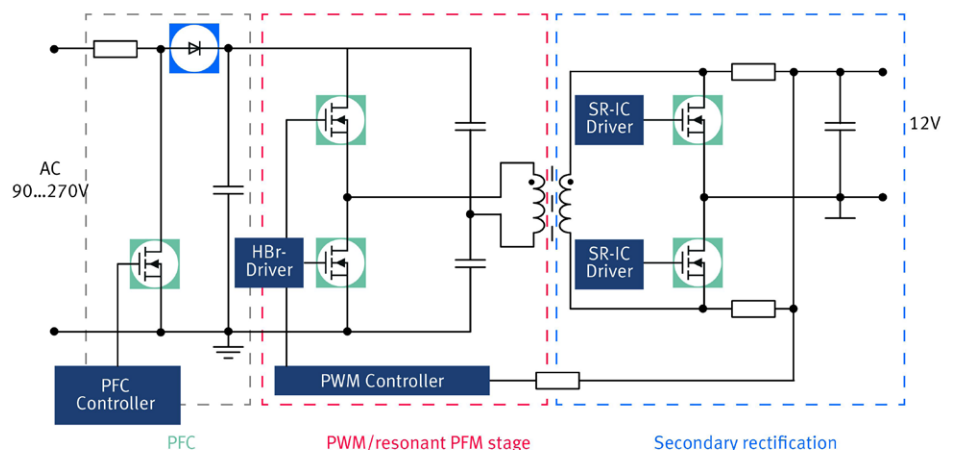 AC
90...270V
PFC
Controller
PFC
HBr-
Driver
PWM Controller
PWM/resonant PFM stage
SR-IC
Driver
SR-IC
Driver
12V
Secondary rectification